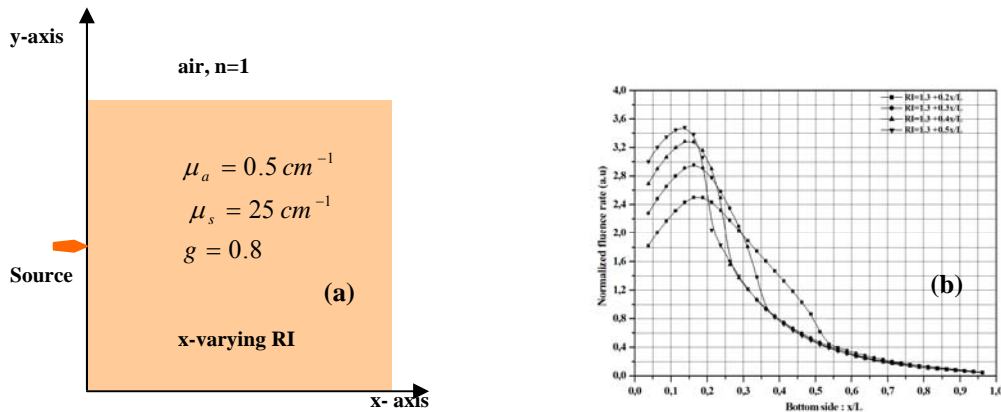 y-axis
air, n=1
μa = 0.5 cm⁻¹
μs = 25 cm⁻¹
g = 0.8
Source
(a)
x-varying RI
x- axis
Normalized fluence rate (a.u)
4,0
3,6
3,2
2,8
2,4
2,0
1,6
1,2
0,8
0,4
0,0
RI=1.3 +0.2x/L
RI=1.3 +0.3x/L
RI=1.3 +0.4x/L
RI=1.3 +0.5x/L
(b)
0,0 0,1 0,2 0,3 0,4 0,5 0,6 0,7 0,8 0,9 1,0
Bottom side : x/L